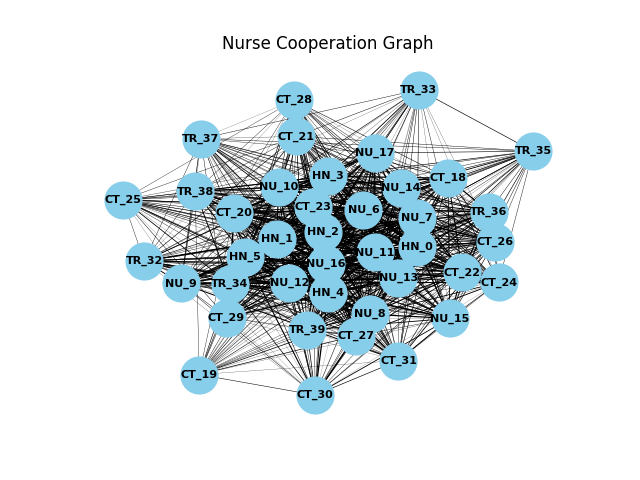 Nurse Cooperation Graph
TR_33
CT_28
CT_21
TR_37
TR_35
NU_17
HN_3
CT_18
NU_10
NU_14
TR_38
CT_25
CT_23
NU_6
CT_20
TR_36
NU_7
HN_2
HN_1
CT_26
HN_0
NU_11
HN_5
TR_32
NU_16
CT_22
NU_13
NU_9
TR_34
NU_12
CT_24
HN_4
NU_8
CT_29
NU_15
TR_39
CT_27
CT_31
CT_19
CT_30